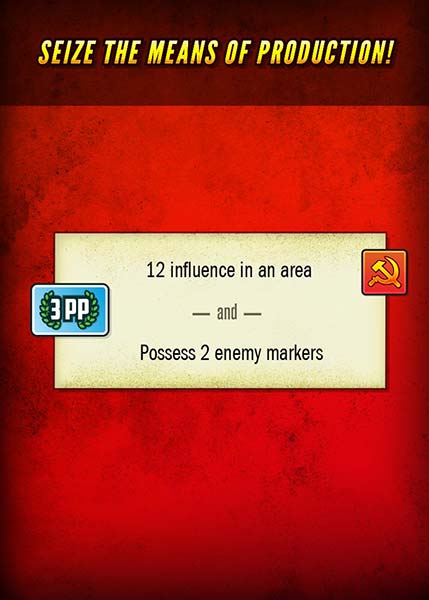 SEIZE THE MEANS OF PRODUCTION!
12 influence in an area
3 PP
— and —
Possess 2 enemy markers